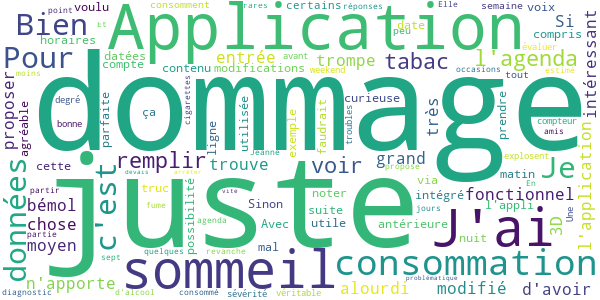 point
rares
certains
réponses
Elle
semaine
voix
consomment
Et
voulu
horaires
Bien
Application
peu
date
Si
compris
intéressant
Pour
datées
compte
entrée
trompe
tabac
l'agenda
contenu
modifications
avant
weekend
occasions
tout
évaluer
estimé
moins
proposer
agréable
degré
bonne
parfaite
dommage
ça
cigarettes
ligne
utilisée
exemple
faudrait
troubles
curieuse
très
prendre
compteur
amis
explosent
l'application
données
cette
c'est
remplir
trouve
Jeanne
voir
propose
grand
via
matin
En
Je
fonctionnel
partir
partie
bémol
chose
moyen
n'apporte
devais
arreter
truc
fume
juste
vite
possibilité
Sinon
agenda
Avec
revanche
noter
suite
utile
intégré
jours
antérieure
J'ai
nuit
l'appli
3D
Une
sept
quelques
mal
sommeil
consommation
diagnostic
d'alcool
consommé
sévérité
véritable
alourdi
problématique
modifié
d'avoir